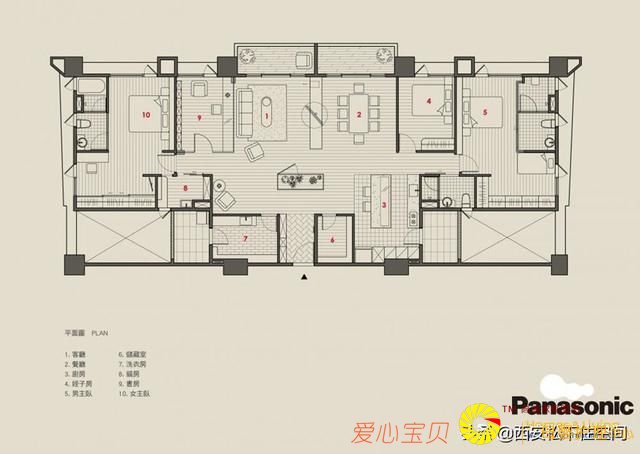 10
9
1
2
4
5
8
3
7
6
平面圖 PLAN
1. 客廳
2. 餐廳
3. 廚房
4. 姪子房
5. 男主臥
6. 儲藏室
7. 洗衣房
8. 貓房
9. 書房
10. 女主臥
Panasonic
爱心宝贝
头条 @西安松下住空间